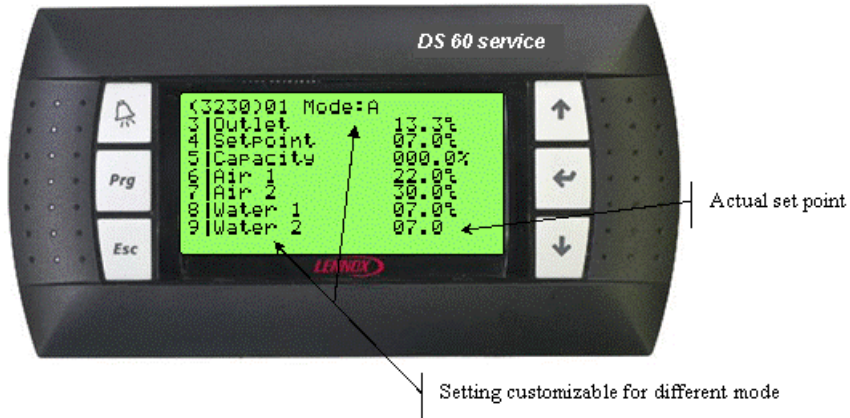 DS 60 service
(3230)01 Mode:A
3|Outlet 13.3℃
4|Setpoint 07.0℃
5|Capacity 000.0%
6|Air 1 22.0℃
7|Air 2 30.0℃
8|Water 1 07.0℃
9|Water 2 07.0
Prg
Esc
LENNOX
Actual set point
Setting customizable for different mode